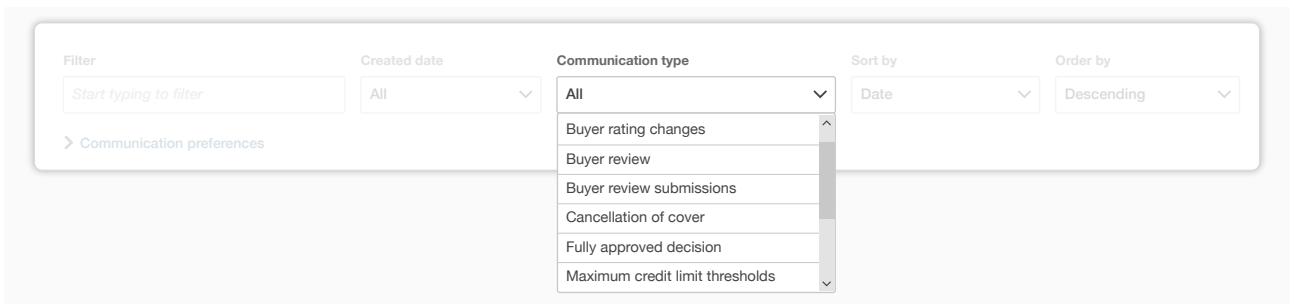 Filter
Created date
Communication type
Sort by
Order by
Start typing to filter
All
All
Date
Descending
Communication preferences
Buyer rating changes
Buyer review
Buyer review submissions
Cancellation of cover
Fully approved decision
Maximum credit limit thresholds